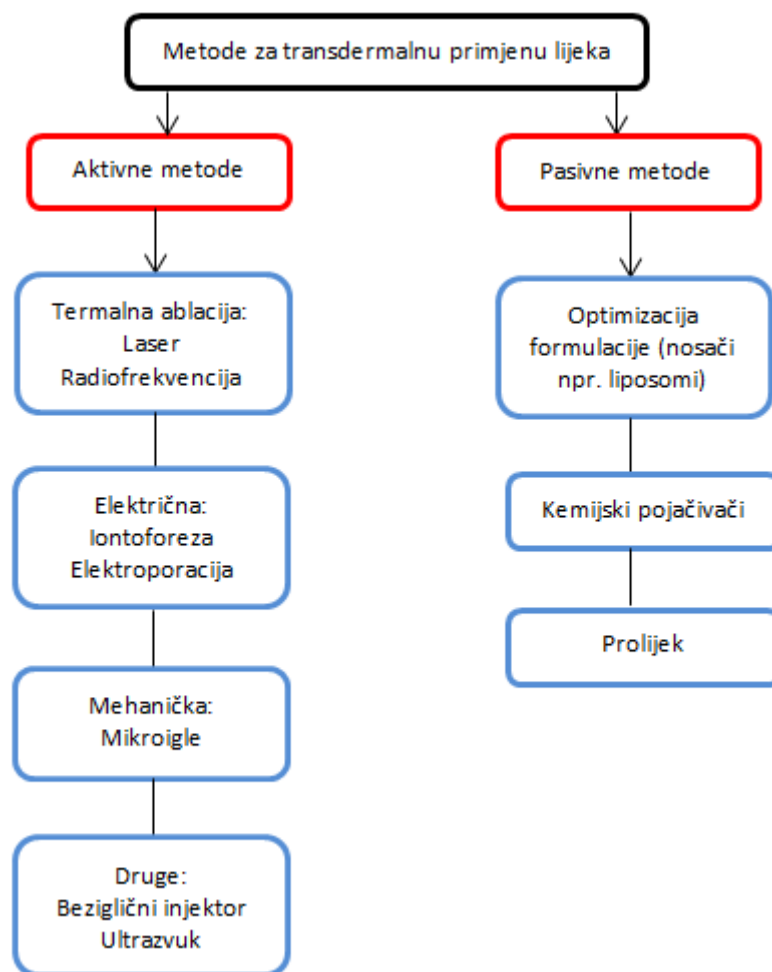 Metode za transdermalnu primjenu lijeka
Aktivne metode
Pasivne metode
Termalna ablacija:
Laser
Radiofrekvencija
Optimizacija
formulacije (nosači
npr. liposomi)
Električna:
Iontoforeza
Elektroporacija
Kemijski pojačivači
Prolijek
Mehanička:
Mikroigle
Druge:
Beziglični injektor
Ultrazvuk